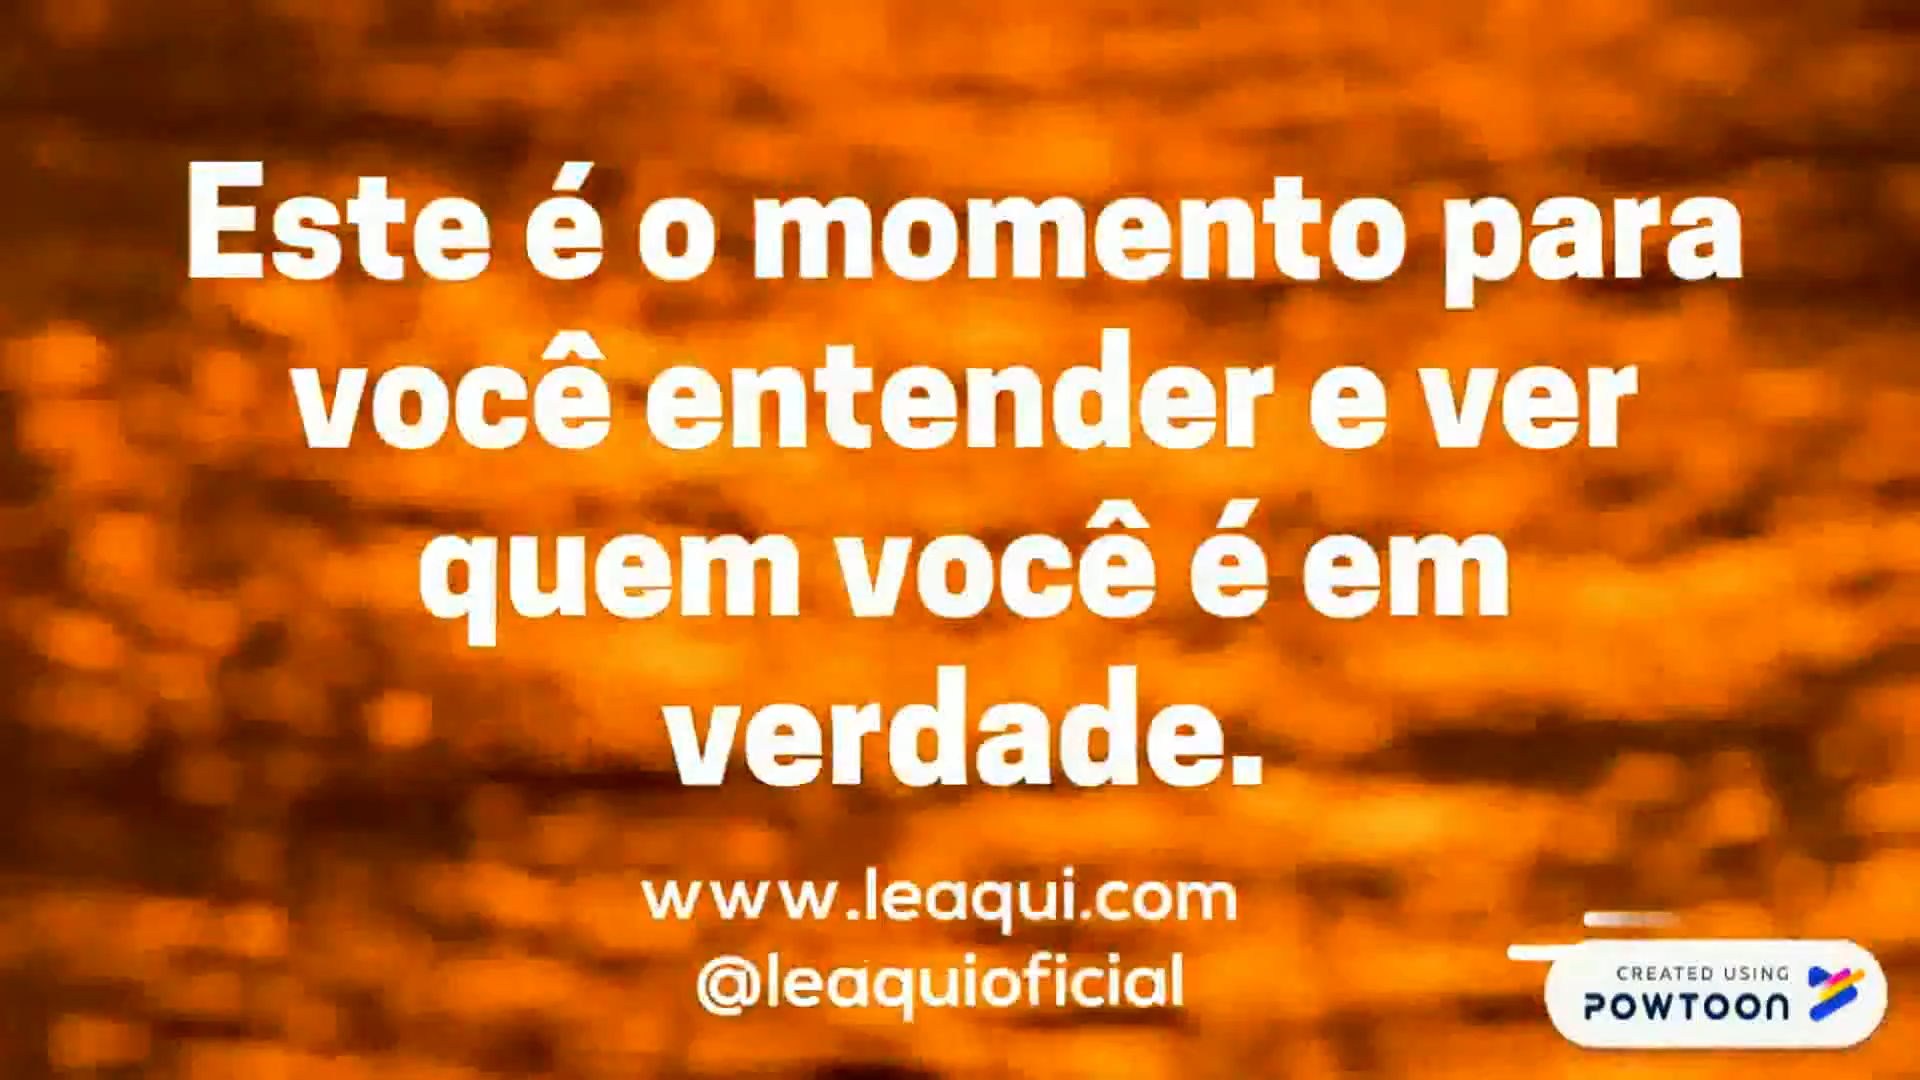 Este é o momento para
você entender e ver
quem você é em
verdade.
www.leaqui.com
@leaquioficial
CREATED USING
POWTOON